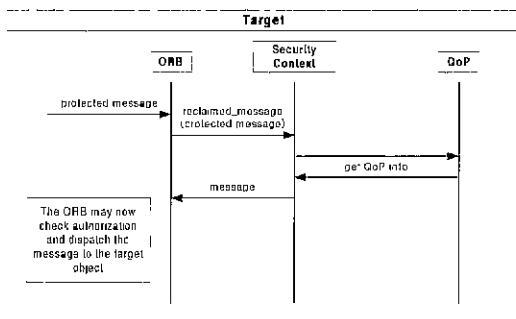 Target
ORB
Security
Context
QoP
protected message
reclaimed_message
(protected message)
get QoP info
message
The ORB may now
check authorization
and dispatch the
message to the target
object